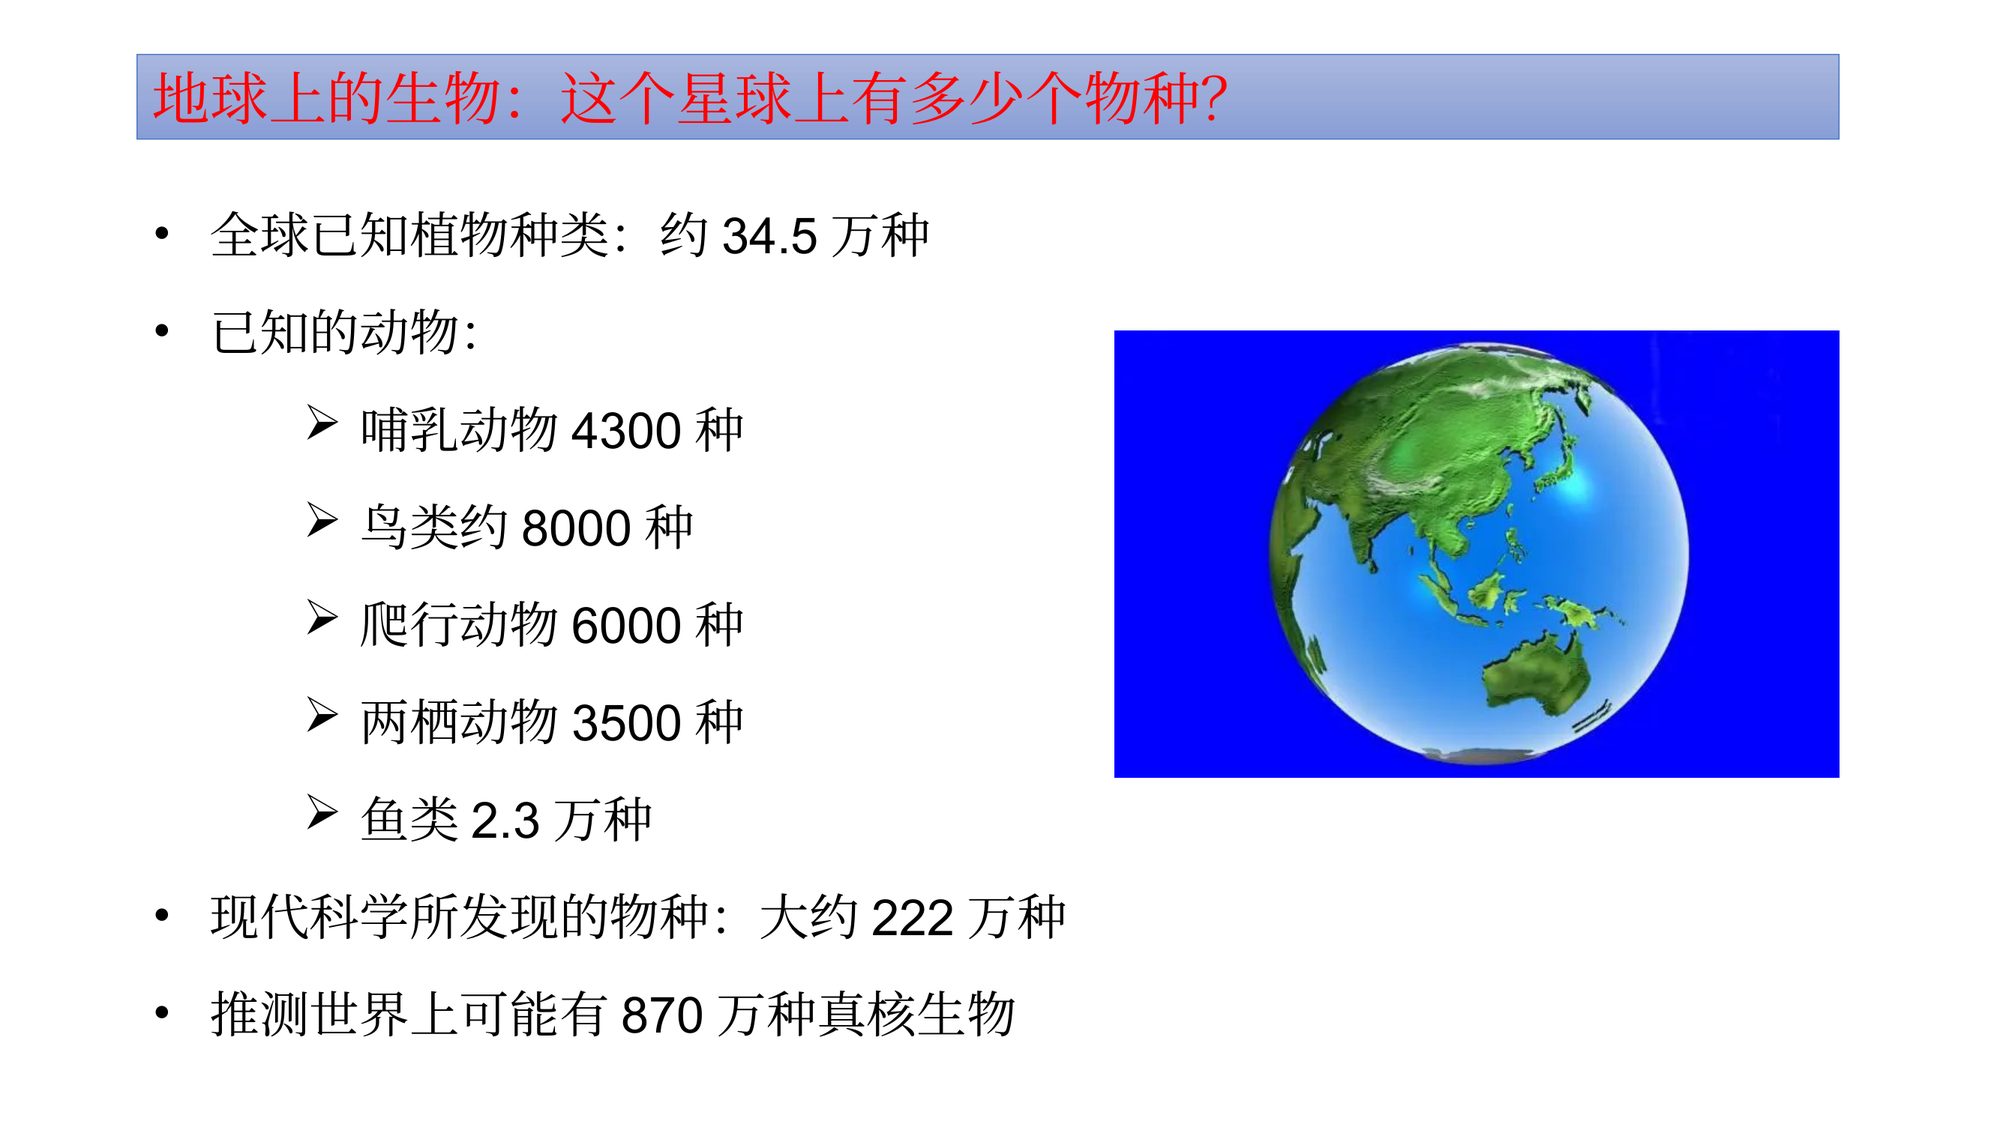 地球上的生物：这个星球上有多少个物种？
• 全球已知植物种类：约 34.5 万种
• 已知的动物：
➢ 哺乳动物 4300 种
➢ 鸟类约 8000 种
➢ 爬行动物 6000 种
➢ 两栖动物 3500 种
➢ 鱼类 2.3 万种
• 现代科学所发现的物种：大约 222 万种
• 推测世界上可能有 870 万种真核生物